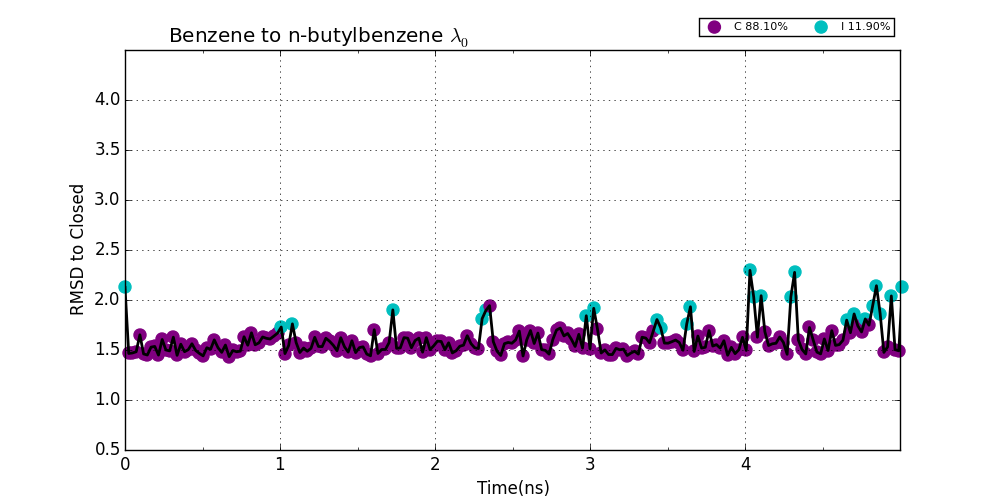 Benzene to n-butylbenzene λ₀
C 88.10% I 11.90%
4.0
3.5
3.0
2.5
2.0
1.5
1.0
0.5
RMSD to Closed
0 1 2 3 4
Time(ns)